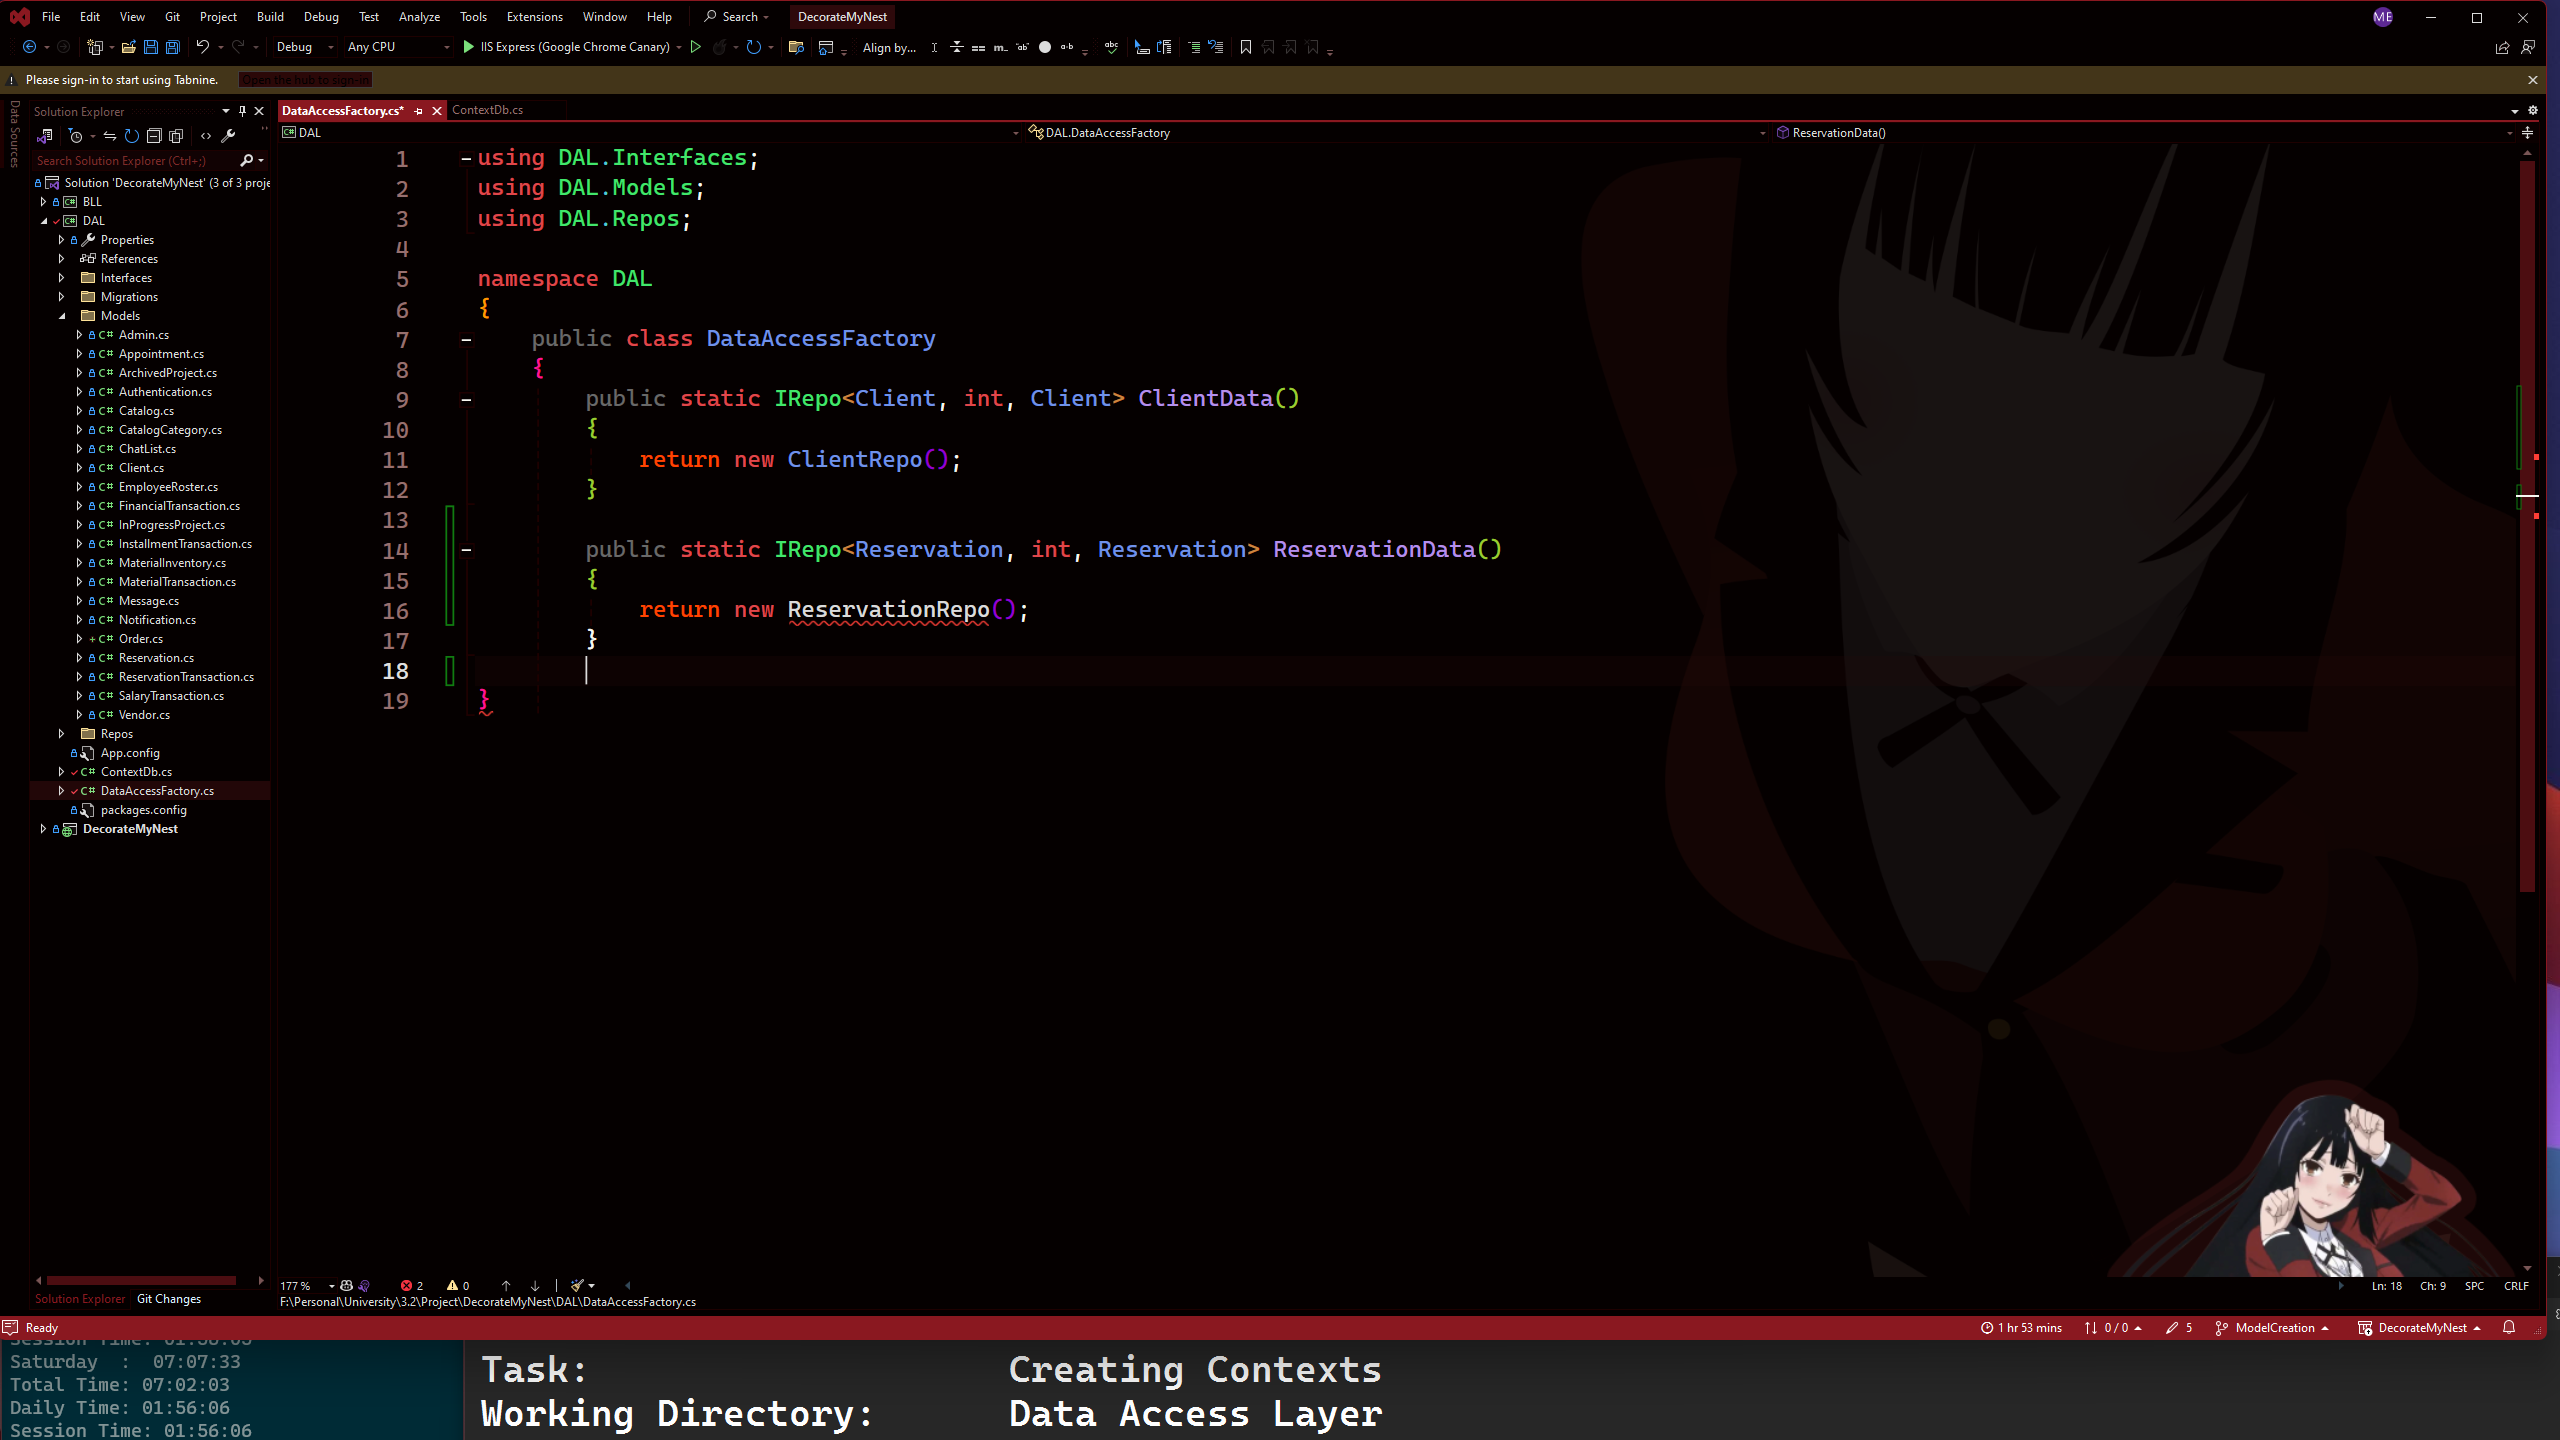 File Edit View Git Project Build Debug Test Analyze Tools Extensions Window Help Search DecorateMyNest ME
Debug Any CPU IIS Express (Google Chrome Canary) Align by...
Please sign-in to start using Tabnine. Open the hub to sign-in
Data Sources
Solution Explorer
Search Solution Explorer (Ctrl+;)
Solution 'DecorateMyNest' (3 of 3 proje
BLL
DAL
Properties
References
Interfaces
Migrations
Models
Admin.cs
Appointment.cs
ArchivedProject.cs
Authentication.cs
Catalog.cs
CatalogCategory.cs
ChatList.cs
Client.cs
EmployeeRoster.cs
FinancialTransaction.cs
InProgressProject.cs
InstallmentTransaction.cs
MaterialInventory.cs
MaterialTransaction.cs
Message.cs
Notification.cs
Order.cs
Reservation.cs
ReservationTransaction.cs
SalaryTransaction.cs
Vendor.cs
Repos
App.config
ContextDb.cs
DataAccessFactory.cs
packages.config
DecorateMyNest
Solution Explorer Git Changes
DataAccessFactory.cs* ContextDb.cs
DAL DAL.DataAccessFactory ReservationData()
1 using DAL.Interfaces;
2 using DAL.Models;
3 using DAL.Repos;
4
5 namespace DAL
6 {
7 public class DataAccessFactory
8 {
9 public static IRepo<Client, int, Client> ClientData()
10 {
11 return new ClientRepo();
12 }
13
14 public static IRepo<Reservation, int, Reservation> ReservationData()
15 {
16 return new ReservationRepo();
17 }
18
19 }
177 % 2 0 Ln: 18 Ch: 9 SPC CRLF
F:\Personal\University\3.2\Project\DecorateMyNest\DAL\DataAccessFactory.cs
Ready 1 hr 53 mins 0 / 0 5 ModelCreation DecorateMyNest
Saturday : 07:07:33
Total Time: 07:02:03
Daily Time: 01:56:06
Session Time: 01:56:06
Task: Creating Contexts
Working Directory: Data Access Layer